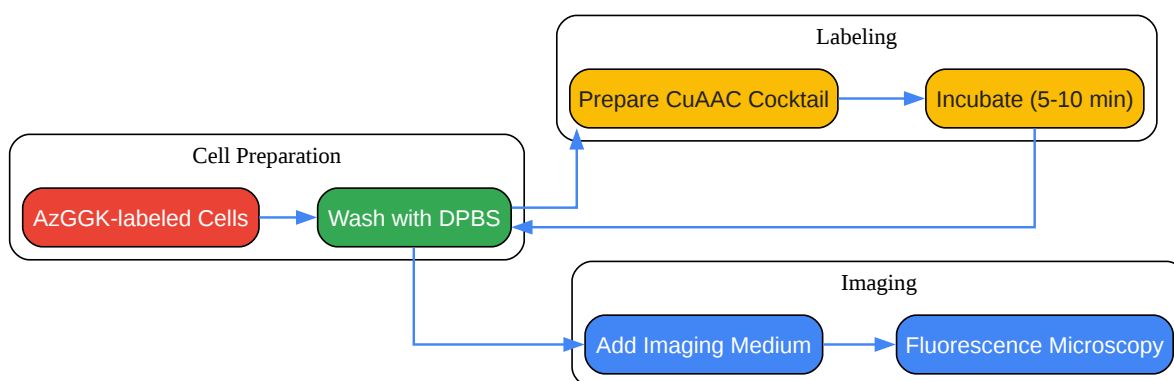 Labeling
Prepare CuAAC Cocktail
Incubate (5-10 min)
Cell Preparation
AzGGK-labeled Cells
Wash with DPBS
Imaging
Add Imaging Medium
Fluorescence Microscopy